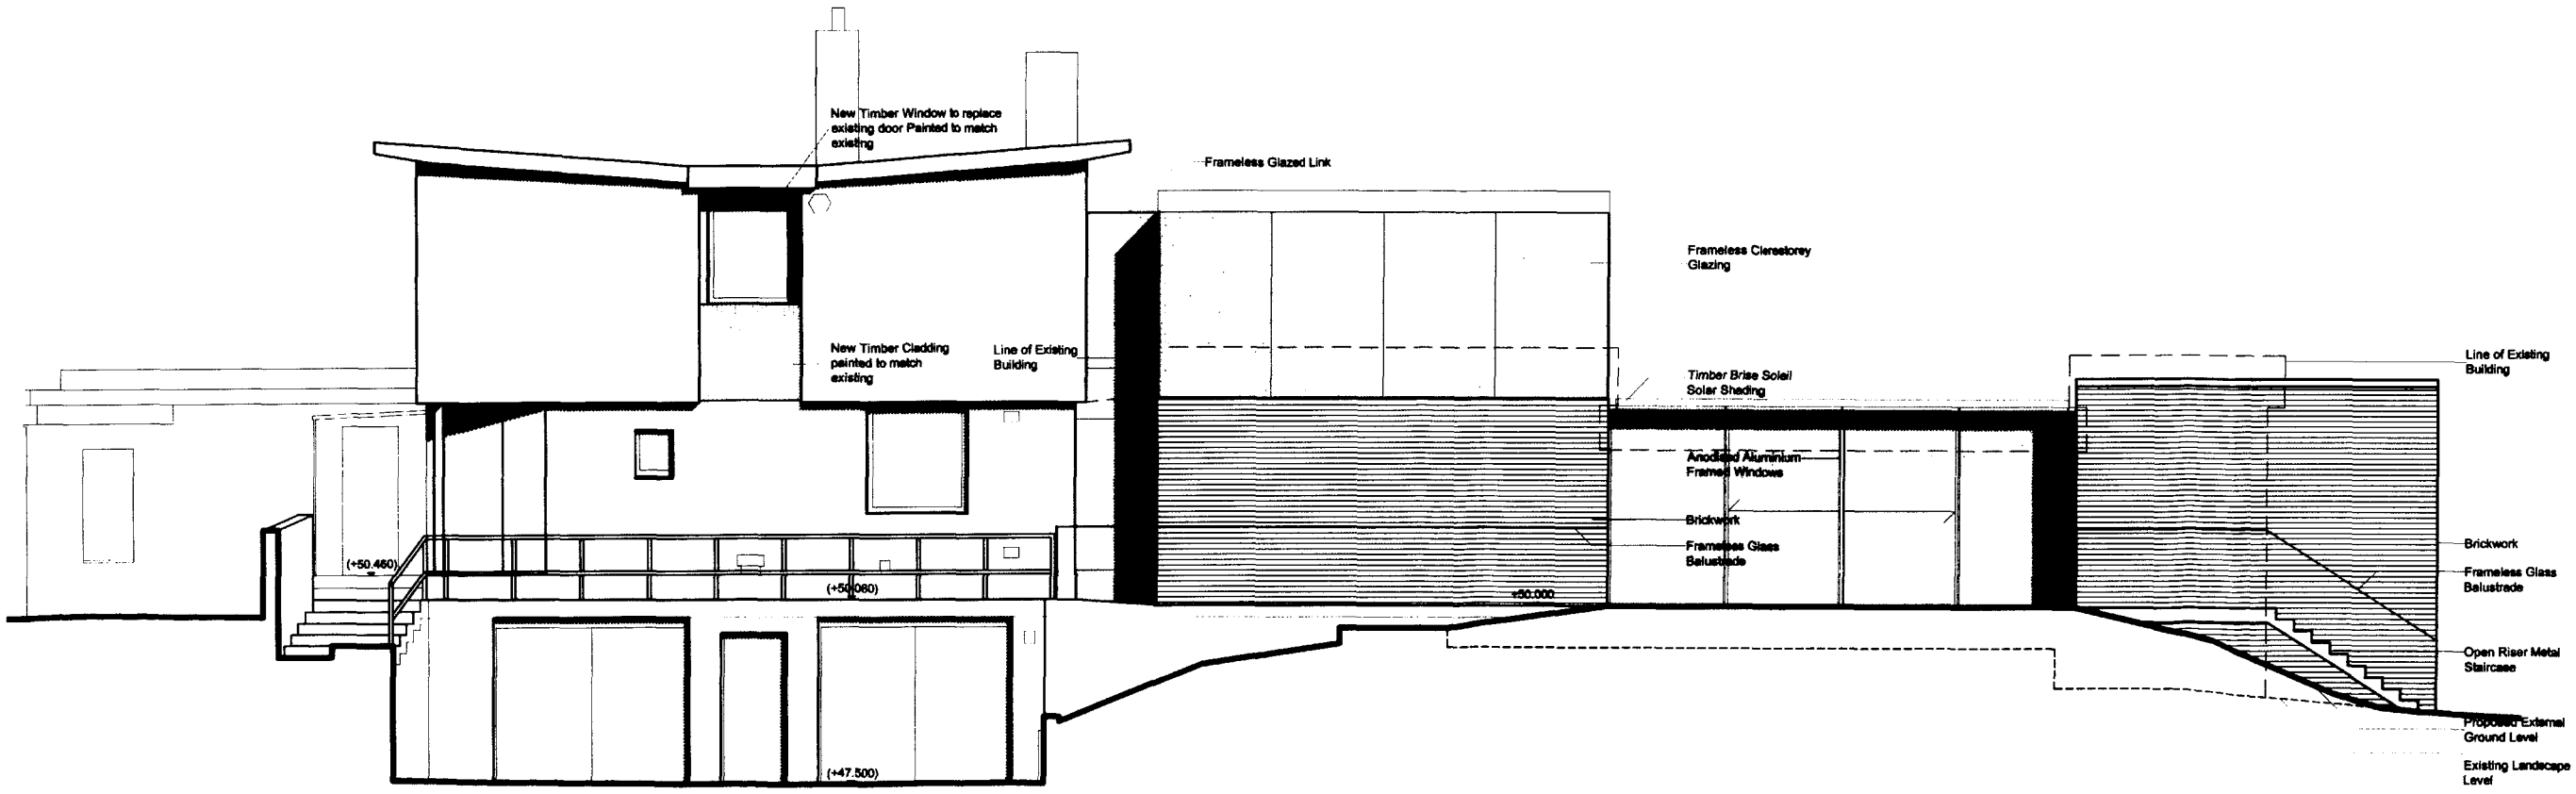 New Timber Window to replace
existing door Painted to match
existing
Frameless Glazed Link
Frameless Clerestorey
Glazing
New Timber Cladding
painted to match
existing
Line of Existing
Building
Timber Brise Soleil
Solar Shading
Line of Existing
Building
Anodised Aluminium
Framed Windows
Brickwork
Frameless Glass
Balustrade
Brickwork
Frameless Glass
Balustrade
(+50.460)
(+50.080)
+50.000
Open Riser Metal
Staircase
Proposed External
Ground Level
Existing Landscape
Level
(+47.500)